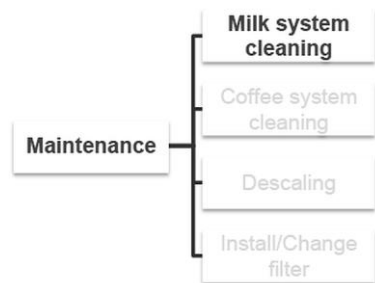 Milk system
cleaning
Coffee system
cleaning
Maintenance
Descaling
Install/Change
filter